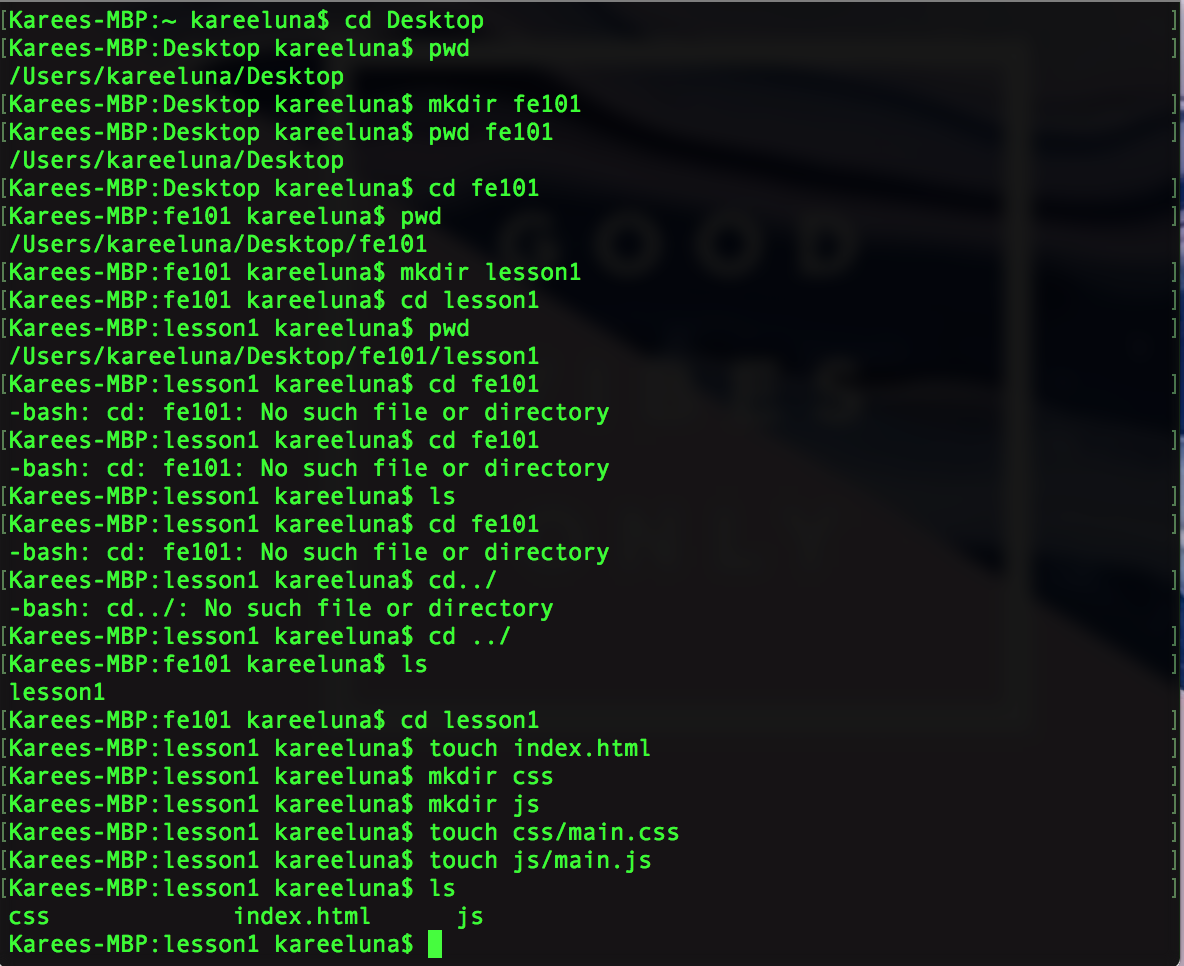 [Karees-MBP:~ kareeluna$ cd Desktop ]
[Karees-MBP:Desktop kareeluna$ pwd ]
/Users/kareeluna/Desktop
[Karees-MBP:Desktop kareeluna$ mkdir fe101 ]
[Karees-MBP:Desktop kareeluna$ pwd fe101 ]
/Users/kareeluna/Desktop
[Karees-MBP:Desktop kareeluna$ cd fe101 ]
[Karees-MBP:fe101 kareeluna$ pwd ]
/Users/kareeluna/Desktop/fe101
[Karees-MBP:fe101 kareeluna$ mkdir lesson1 ]
[Karees-MBP:fe101 kareeluna$ cd lesson1 ]
[Karees-MBP:lesson1 kareeluna$ pwd ]
/Users/kareeluna/Desktop/fe101/lesson1
[Karees-MBP:lesson1 kareeluna$ cd fe101 ]
-bash: cd: fe101: No such file or directory
[Karees-MBP:lesson1 kareeluna$ cd fe101 ]
-bash: cd: fe101: No such file or directory
[Karees-MBP:lesson1 kareeluna$ ls ]
[Karees-MBP:lesson1 kareeluna$ cd fe101 ]
-bash: cd: fe101: No such file or directory
[Karees-MBP:lesson1 kareeluna$ cd../ ]
-bash: cd../: No such file or directory
[Karees-MBP:lesson1 kareeluna$ cd ../ ]
[Karees-MBP:fe101 kareeluna$ ls ]
lesson1
[Karees-MBP:fe101 kareeluna$ cd lesson1 ]
[Karees-MBP:lesson1 kareeluna$ touch index.html ]
[Karees-MBP:lesson1 kareeluna$ mkdir css ]
[Karees-MBP:lesson1 kareeluna$ mkdir js ]
[Karees-MBP:lesson1 kareeluna$ touch css/main.css ]
[Karees-MBP:lesson1 kareeluna$ touch js/main.js ]
[Karees-MBP:lesson1 kareeluna$ ls ]
css index.html js
Karees-MBP:lesson1 kareeluna$
GOOD